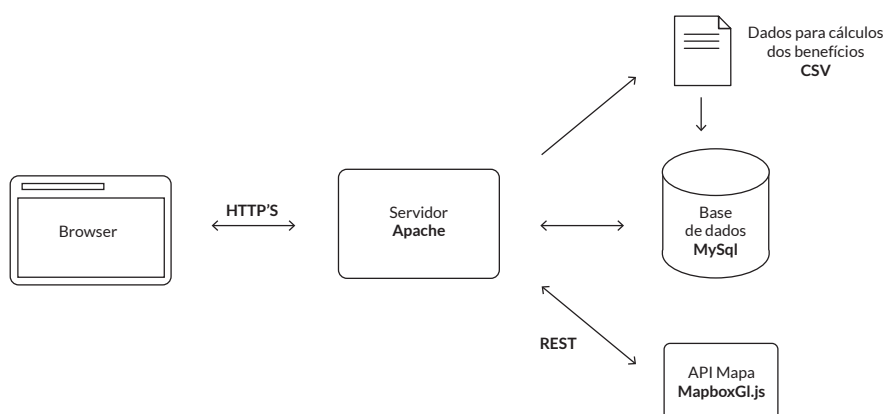 Dados para cálculos
dos benefícios
CSV
Browser
HTTP'S
Servidor
Apache
Base
de dados
MySql
REST
API Mapa
MapboxGl.js